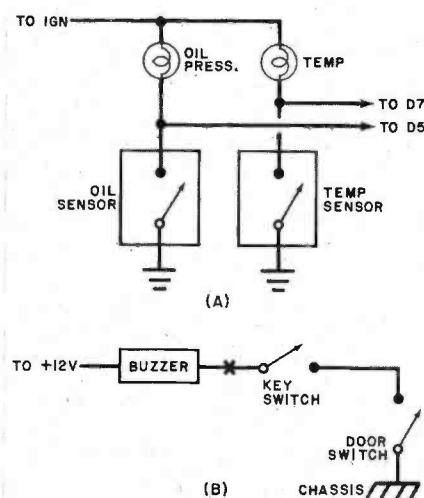 TO IGN
OIL
PRESS.
TEMP
TO D7
TO D5
OIL
SENSOR
TEMP
SENSOR
(A)
TO +12V
BUZZER
KEY
SWITCH
DOOR
SWITCH
CHASSIS
(B)